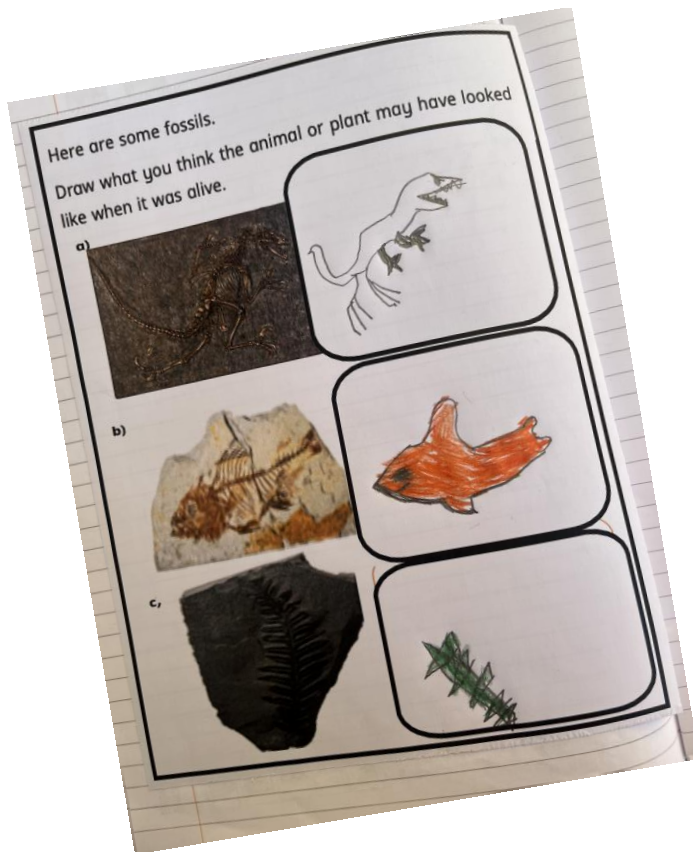 Here are some fossils.
Draw what you think the animal or plant may have looked
like when it was alive.
a)
b)
c,